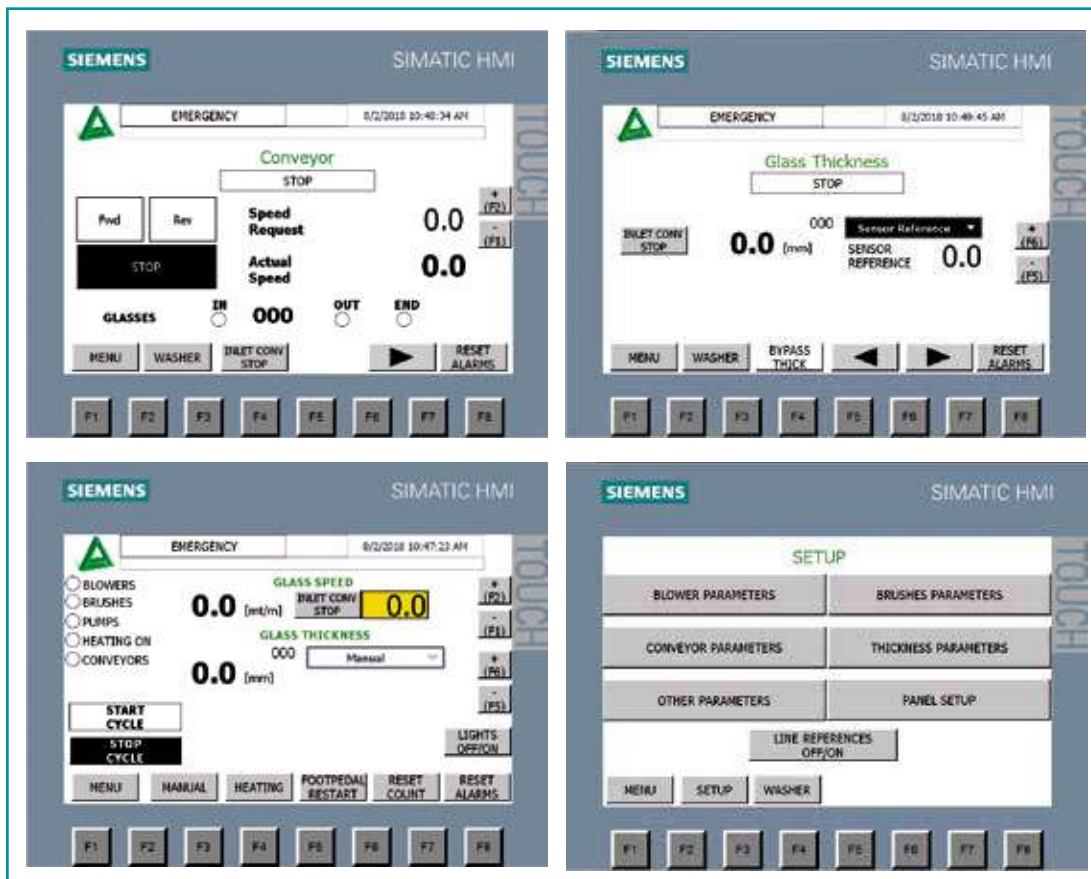 SIEMENS SIMATIC HMI
TOUCH
EMERGENCY 8/2/2018 10:48:34 AM
Conveyor
STOP
Fwd Rev Speed Request 0.0 + (F2)
- (F1)
STOP Actual Speed 0.0
GLASSES IN 000 OUT END
MENU WASHER INLET CONV STOP RESET ALARMS
F1 F2 F3 F4 F5 F6 F7 F8
SIEMENS SIMATIC HMI
TOUCH
EMERGENCY 8/2/2018 10:49:45 AM
Glass Thickness
STOP
INLET CONV STOP 0.0 [mm] 000 Sensor Reference + (F6)
SENSOR REFERENCE 0.0 - (F5)
MENU WASHER BYPASS THICK RESET ALARMS
F1 F2 F3 F4 F5 F6 F7 F8
SIEMENS SIMATIC HMI
TOUCH
EMERGENCY 8/2/2018 10:47:23 AM
BLOWERS
BRUSHES
PUMPS
HEATING ON
CONVEYORS
GLASS SPEED
0.0 [mt/m] INLET CONV STOP 0.0 + (F2)
- (F1)
GLASS THICKNESS
000 Manual
0.0 [mm] + (F6)
- (F5)
START CYCLE
STOP CYCLE
LIGHTS OFF/ON
MENU MANUAL HEATING FOOTPEDAL RESTART RESET COUNT RESET ALARMS
F1 F2 F3 F4 F5 F6 F7 F8
SIEMENS SIMATIC HMI
TOUCH
SETUP
BLOWER PARAMETERS BRUSHES PARAMETERS
CONVEYOR PARAMETERS THICKNESS PARAMETERS
OTHER PARAMETERS PANEL SETUP
LINE REFERENCES OFF/ON
MENU SETUP WASHER
F1 F2 F3 F4 F5 F6 F7 F8